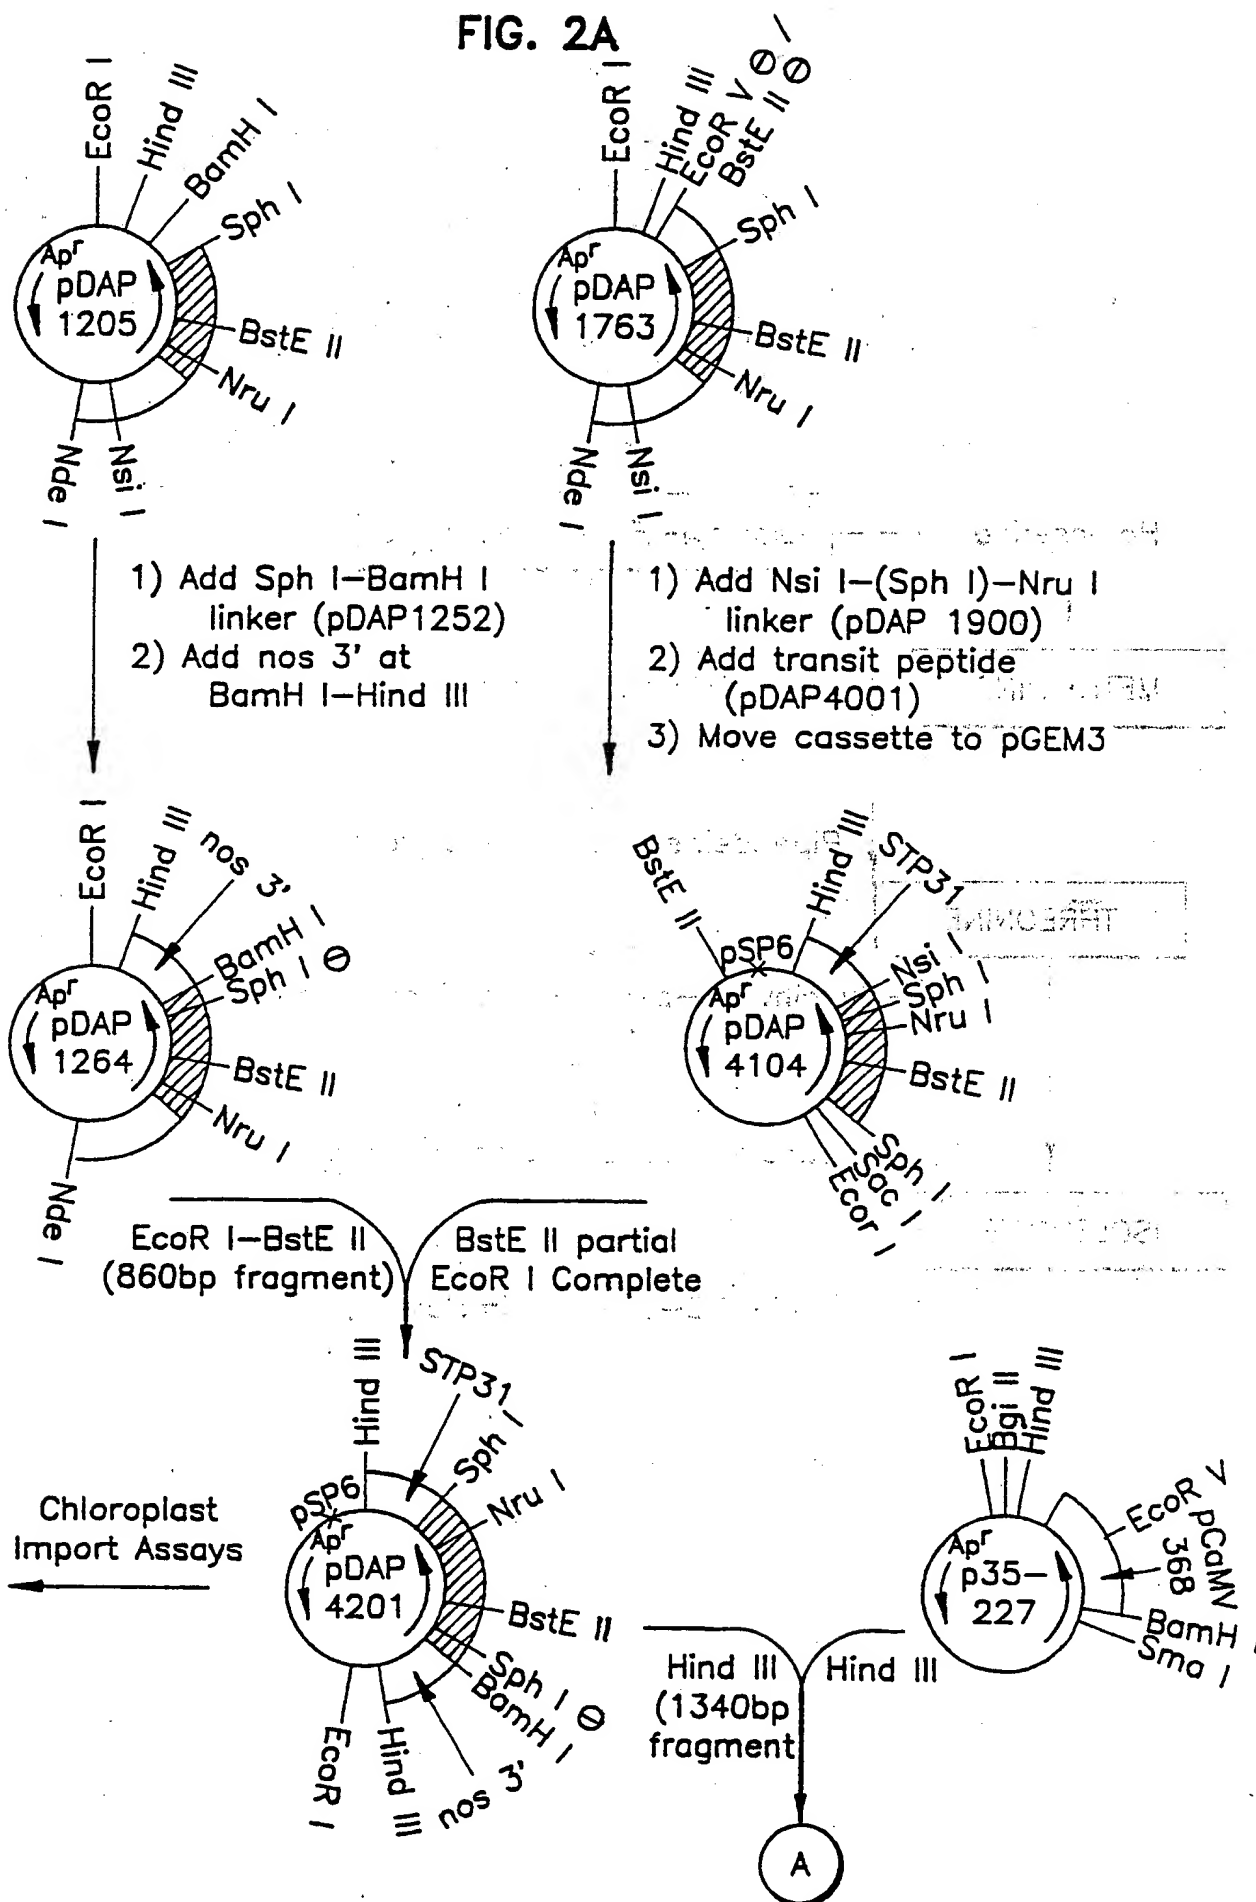 FIG. 2A
EcoR I
Hind III
BamH I
Sph I
Apr
pDAP
1205
BstE II
Nru I
Nsi I
Nde I
EcoR I
Hind III
EcoR V ⊖
BstE II ⊖
Sph I
Apr
pDAP
1763
BstE II
Nru I
Nsi I
Nde I
1) Add Sph I–BamH I
linker (pDAP1252)
2) Add nos 3' at
BamH I–Hind III
1) Add Nsi I–(Sph I)–Nru I
linker (pDAP 1900)
2) Add transit peptide
(pDAP4001)
3) Move cassette to pGEM3
EcoR I
Hind III
nos 3'
BamH I
Sph I ⊖
Apr
pDAP
1264
BstE II
Nru I
Nde I
BstE II
pSP6
Hind III
STP31
Nsi I
Sph I
Nru I
Apr
pDAP
4104
BstE II
Sph I
Sac I
Ecor I
THREONINE
EcoR I–BstE II
(860bp fragment)
BstE II partial
EcoR I Complete
Hind III
STP31
Sph I
Nru I
pSP6
Apr
pDAP
4201
BstE II
Sph I ⊖
BamH I
nos 3'
Hind III
EcoR I
Chloroplast
Import Assays
EcoR I
Bgl II
Hind III
EcoR V
pCaMV
368
Apr
p35–
227
BamH I
Sma I
Hind III
(1340bp
fragment
Hind III
A